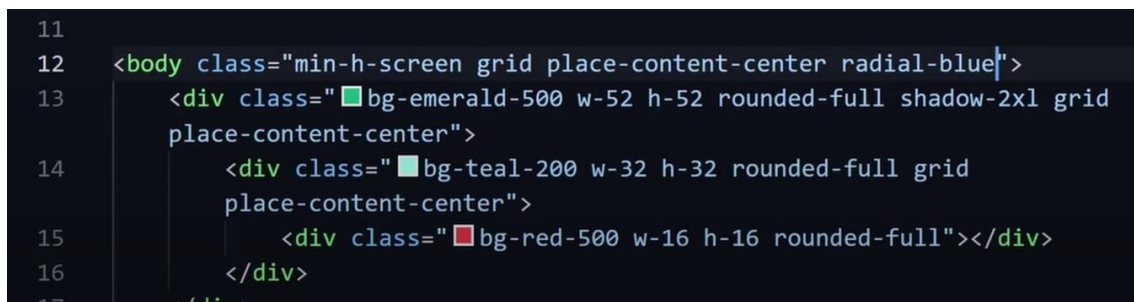 11
12 <body class="min-h-screen grid place-content-center radial-blue">
13 <div class="bg-emerald-500 w-52 h-52 rounded-full shadow-2xl grid
place-content-center">
14 <div class="bg-teal-200 w-32 h-32 rounded-full grid
place-content-center">
15 <div class="bg-red-500 w-16 h-16 rounded-full"></div>
16 </div>